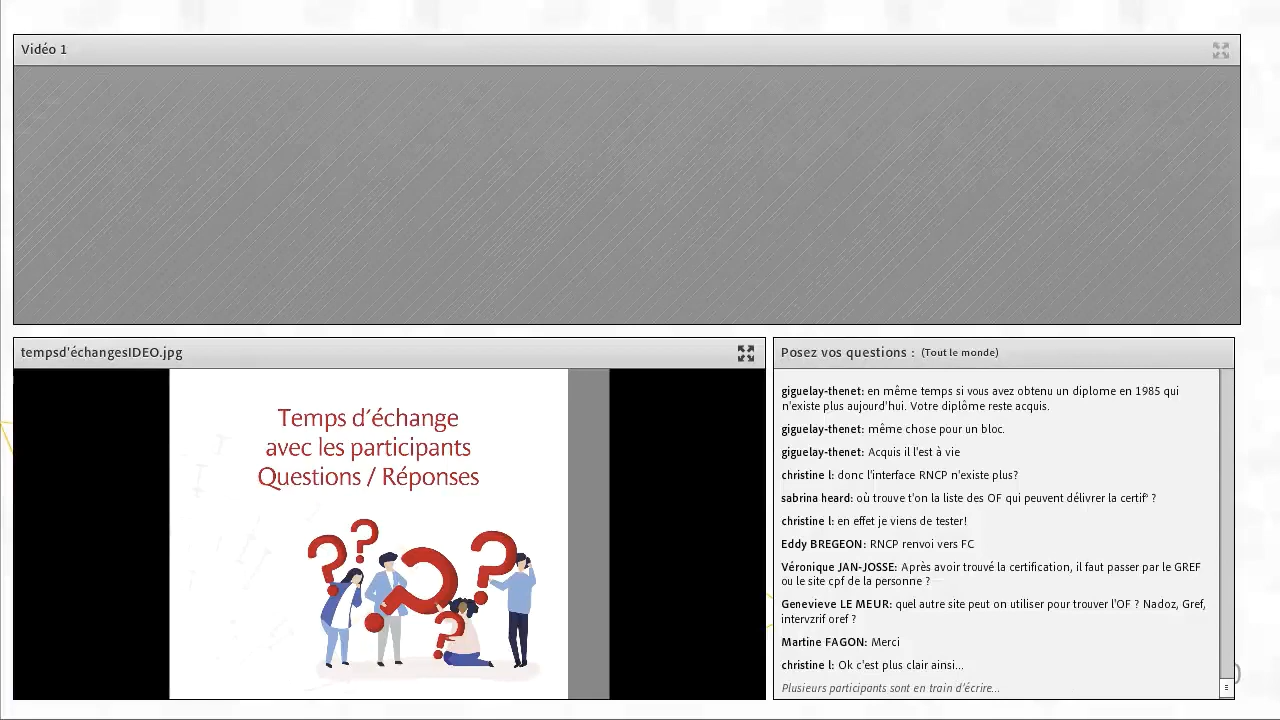 Vidéo 1
tempsd'échangesIDEO.jpg
Temps d'échange
avec les participants
Questions / Réponses
Posez vos questions : (Tout le monde)
giguelay-thenet: en même temps si vous avez obtenu un diplome en 1985 qui
n'existe plus aujourd'hui. Votre diplôme reste acquis.
giguelay-thenet: même chose pour un bloc.
giguelay-thenet: Acquis il l'est à vie
christine l: donc l'interface RNCP n'existe plus?
sabrina heard: où trouve t'on la liste des OF qui peuvent délivrer la certif° ?
christine l: en effet je viens de tester!
Eddy BREGEON: RNCP renvoi vers FC
Véronique JAN-JOSSE: Après avoir trouvé la certification, il faut passer par le GREF
ou le site cpf de la personne ?
Genevieve LE MEUR: quel autre site peut on utiliser pour trouver l'OF ? Nadoz, Gref,
intervzrif oref ?
Martine FAGON: Merci
christine l: Ok c'est plus clair ainsi...
Plusieurs participants sont en train d'écrire...